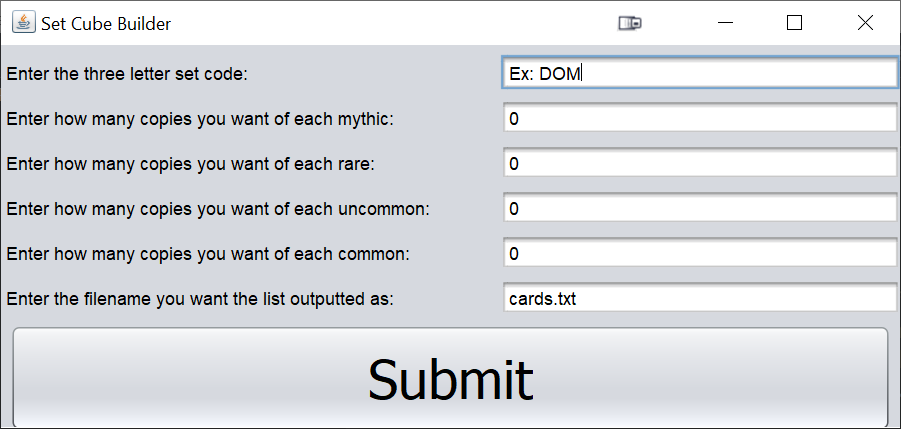 Set Cube Builder
Enter the three letter set code: Ex: DOM
Enter how many copies you want of each mythic: 0
Enter how many copies you want of each rare: 0
Enter how many copies you want of each uncommon: 0
Enter how many copies you want of each common: 0
Enter the filename you want the list outputted as: cards.txt
Submit